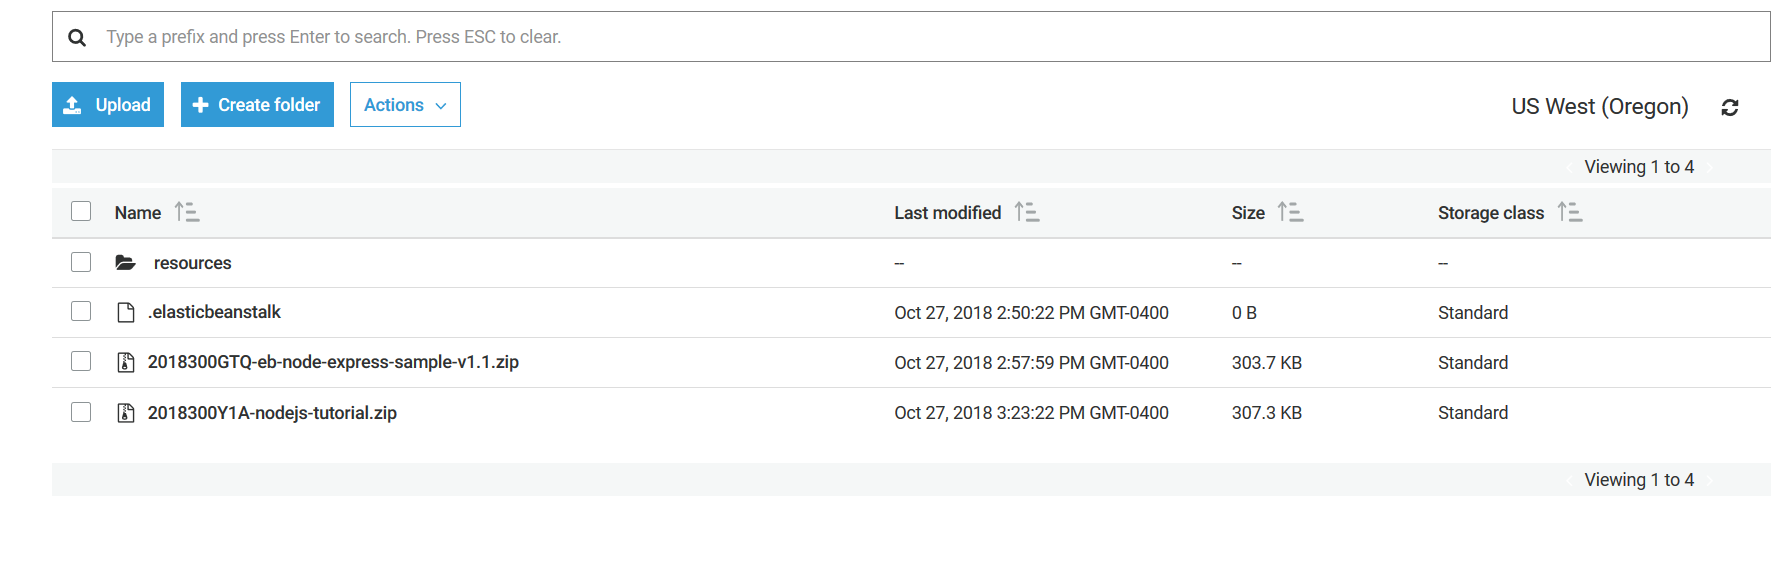 Type a prefix and press Enter to search. Press ESC to clear.
Upload Create folder Actions US West (Oregon)
Viewing 1 to 4
Name Last modified Size Storage class
resources -- -- --
.elasticbeanstalk Oct 27, 2018 2:50:22 PM GMT-0400 0 B Standard
2018300GTQ-eb-node-express-sample-v1.1.zip Oct 27, 2018 2:57:59 PM GMT-0400 303.7 KB Standard
2018300Y1A-nodejs-tutorial.zip Oct 27, 2018 3:23:22 PM GMT-0400 307.3 KB Standard
Viewing 1 to 4